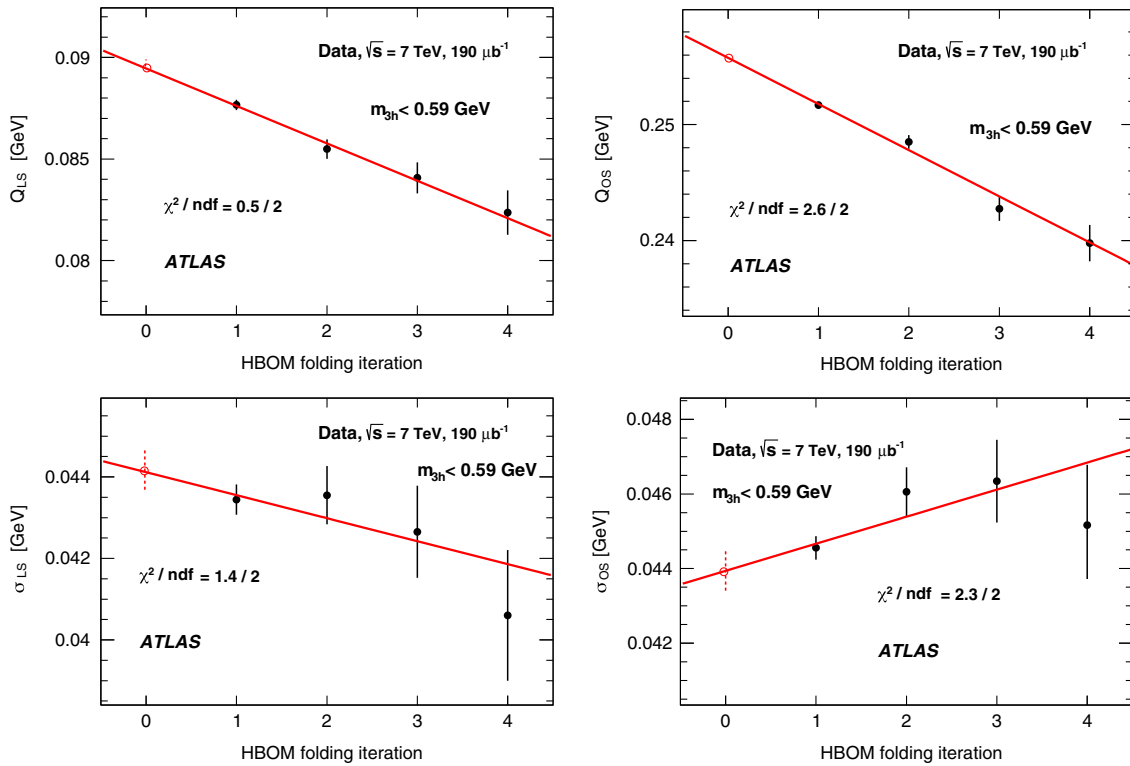 Q_LS [GeV]
0.09
0.085
0.08
Data, √s = 7 TeV, 190 μb⁻¹
m_3h < 0.59 GeV
χ² / ndf = 0.5 / 2
ATLAS
0 1 2 3 4
HBOM folding iteration
Q_OS [GeV]
0.25
0.24
Data, √s = 7 TeV, 190 μb⁻¹
m_3h < 0.59 GeV
χ² / ndf = 2.6 / 2
ATLAS
0 1 2 3 4
HBOM folding iteration
σ_LS [GeV]
0.044
0.042
0.04
Data, √s = 7 TeV, 190 μb⁻¹
m_3h < 0.59 GeV
χ² / ndf = 1.4 / 2
ATLAS
0 1 2 3 4
HBOM folding iteration
σ_OS [GeV]
0.048
0.046
0.044
0.042
Data, √s = 7 TeV, 190 μb⁻¹
m_3h < 0.59 GeV
χ² / ndf = 2.3 / 2
ATLAS
0 1 2 3 4
HBOM folding iteration